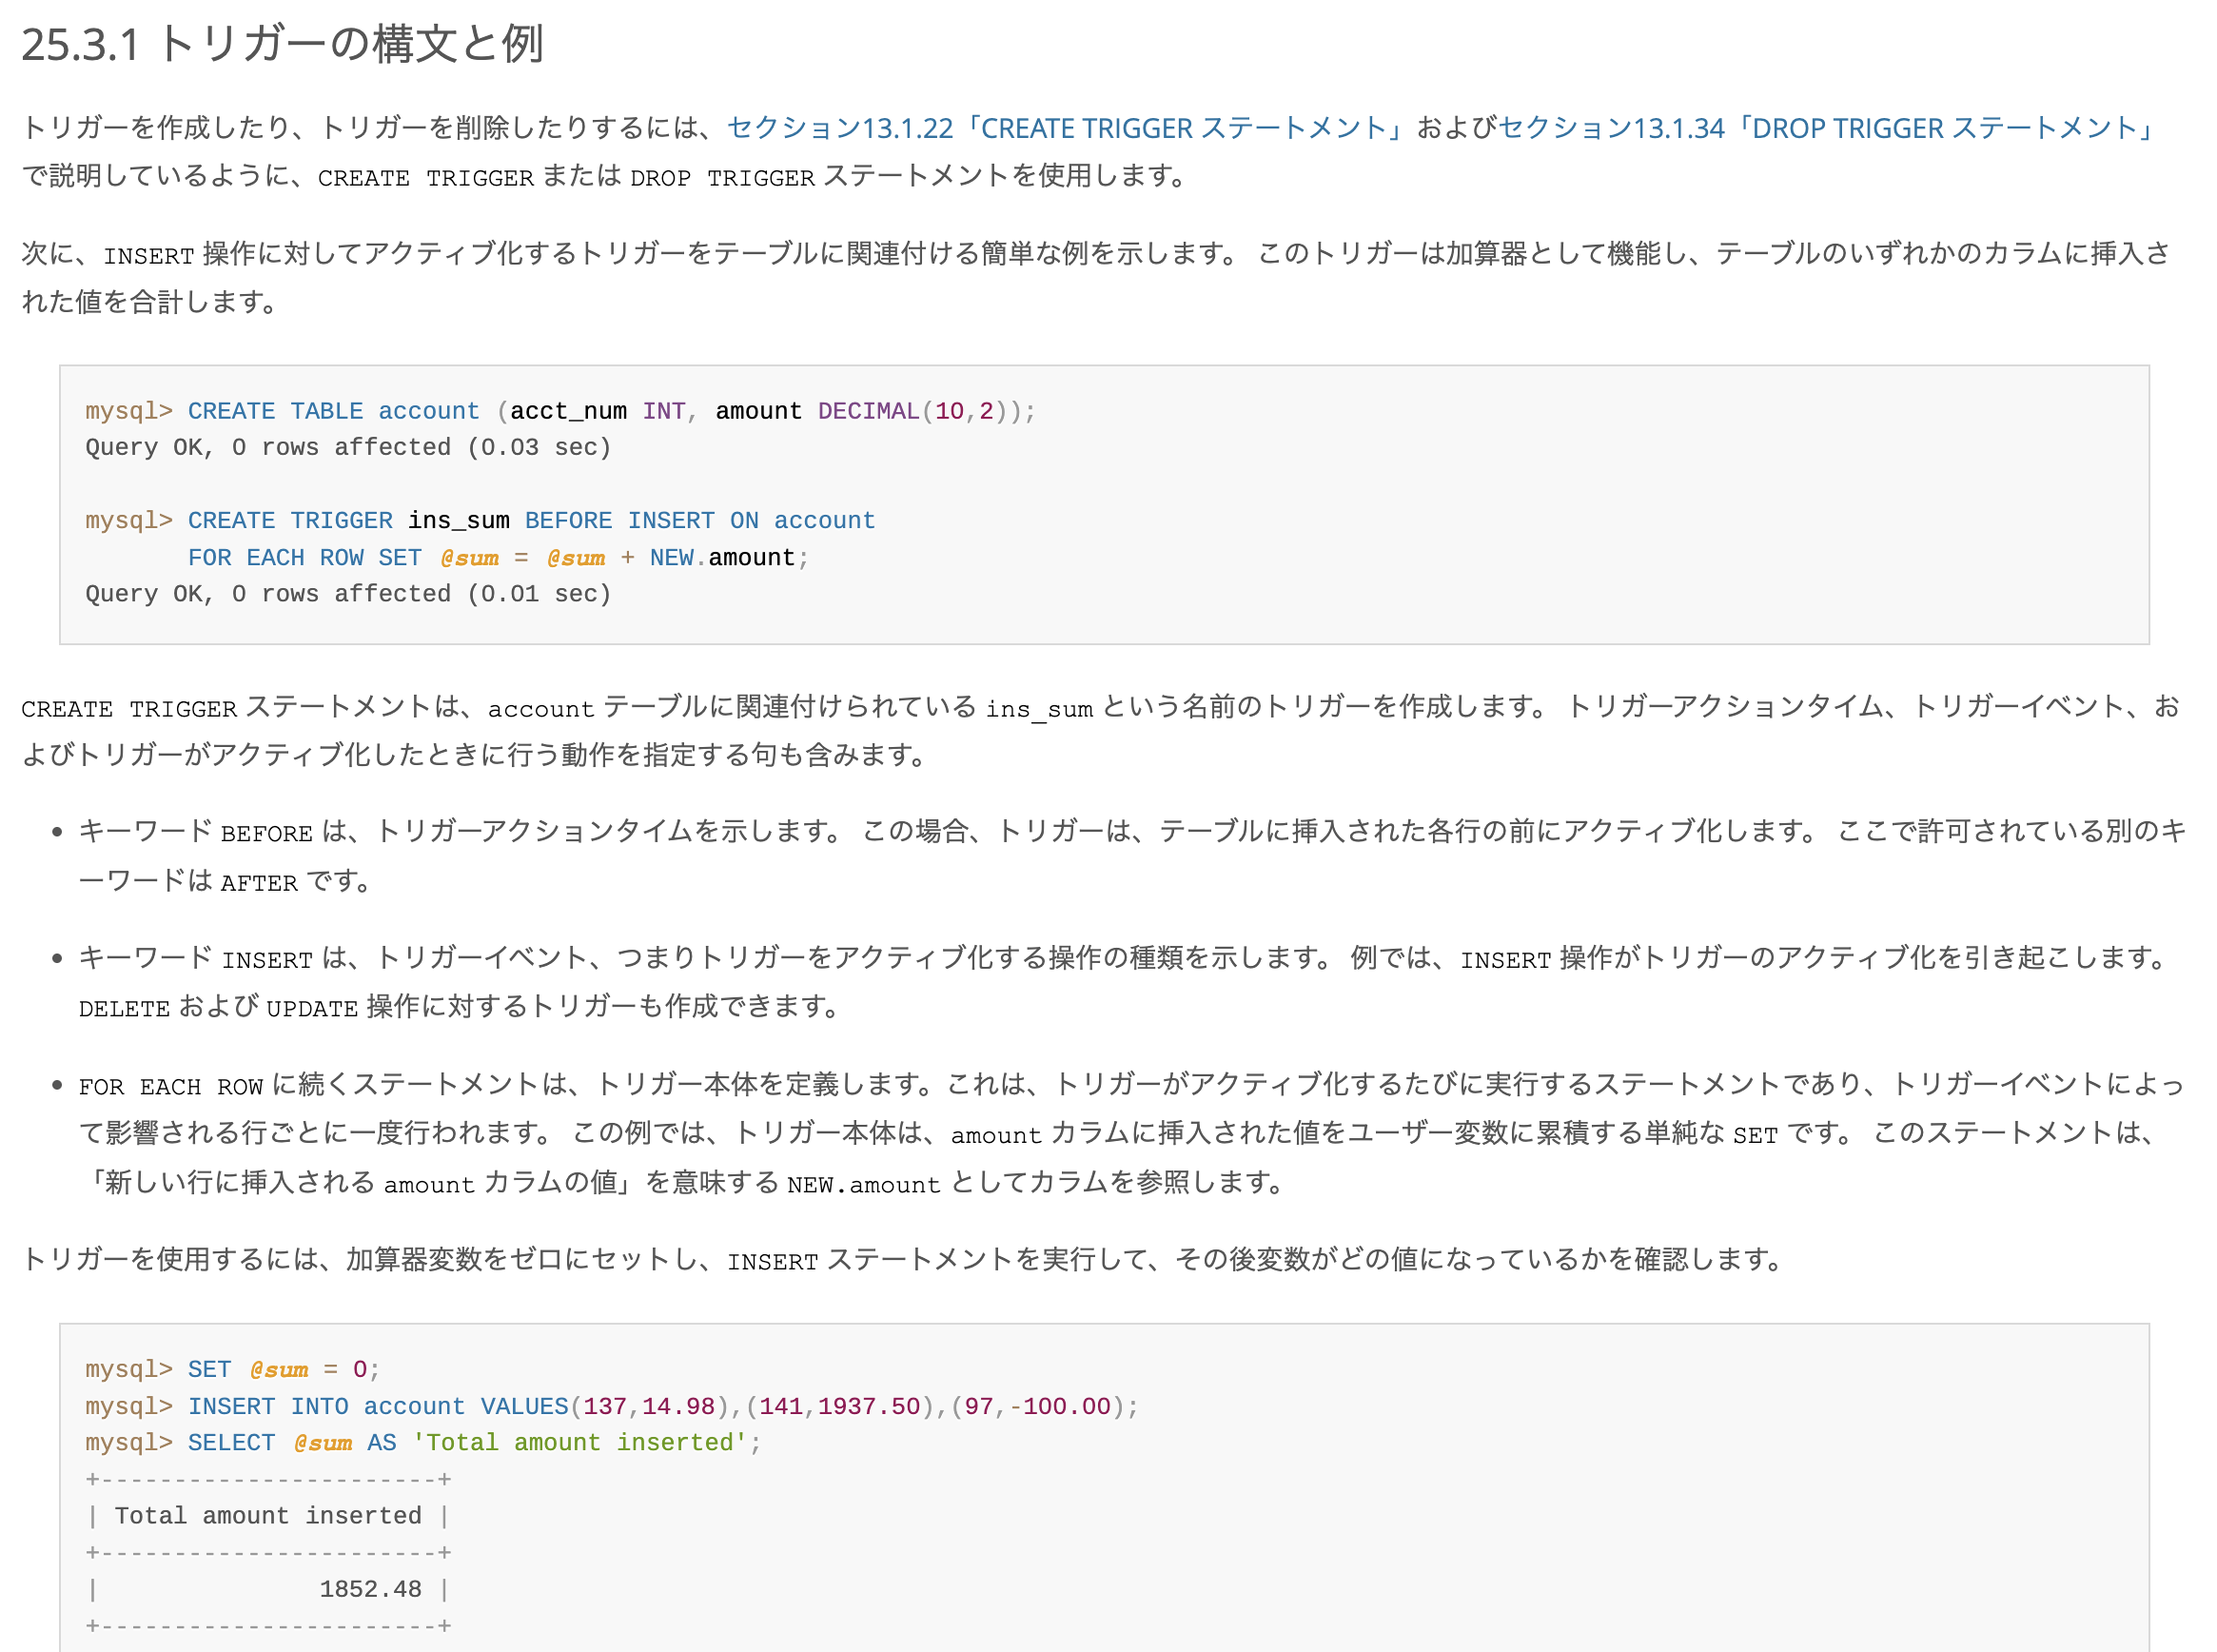 25.3.1 トリガーの構文と例
トリガーを作成したり、トリガーを削除したりするには、セクション13.1.22「CREATE TRIGGER ステートメント」およびセクション13.1.34「DROP TRIGGER ステートメント」
で説明しているように、CREATE TRIGGER または DROP TRIGGER ステートメントを使用します。
次に、INSERT 操作に対してアクティブ化するトリガーをテーブルに関連付ける簡単な例を示します。 このトリガーは加算器として機能し、テーブルのいずれかのカラムに挿入さ
れた値を合計します。
mysql> CREATE TABLE account (acct_num INT, amount DECIMAL(10,2));
Query OK, 0 rows affected (0.03 sec)
mysql> CREATE TRIGGER ins_sum BEFORE INSERT ON account
       FOR EACH ROW SET @sum = @sum + NEW.amount;
Query OK, 0 rows affected (0.01 sec)
CREATE TRIGGER ステートメントは、account テーブルに関連付けられている ins_sum という名前のトリガーを作成します。 トリガーアクションタイム、トリガーイベント、お
よびトリガーがアクティブ化したときに行う動作を指定する句も含みます。
• キーワード BEFORE は、トリガーアクションタイムを示します。 この場合、トリガーは、テーブルに挿入された各行の前にアクティブ化します。 ここで許可されている別のキ
ーワードは AFTER です。
• キーワード INSERT は、トリガーイベント、つまりトリガーをアクティブ化する操作の種類を示します。 例では、INSERT 操作がトリガーのアクティブ化を引き起こします。
DELETE および UPDATE 操作に対するトリガーも作成できます。
• FOR EACH ROW に続くステートメントは、トリガー本体を定義します。これは、トリガーがアクティブ化するたびに実行するステートメントであり、トリガーイベントによっ
て影響される行ごとに一度行われます。 この例では、トリガー本体は、amount カラムに挿入された値をユーザー変数に累積する単純な SET です。 このステートメントは、
「新しい行に挿入される amount カラムの値」を意味する NEW.amount としてカラムを参照します。
トリガーを使用するには、加算器変数をゼロにセットし、INSERT ステートメントを実行して、その後変数がどの値になっているかを確認します。
mysql> SET @sum = 0;
mysql> INSERT INTO account VALUES(137,14.98),(141,1937.50),(97,-100.00);
mysql> SELECT @sum AS 'Total amount inserted';
+-----------------------+
| Total amount inserted |
+-----------------------+
|               1852.48 |
+-----------------------+